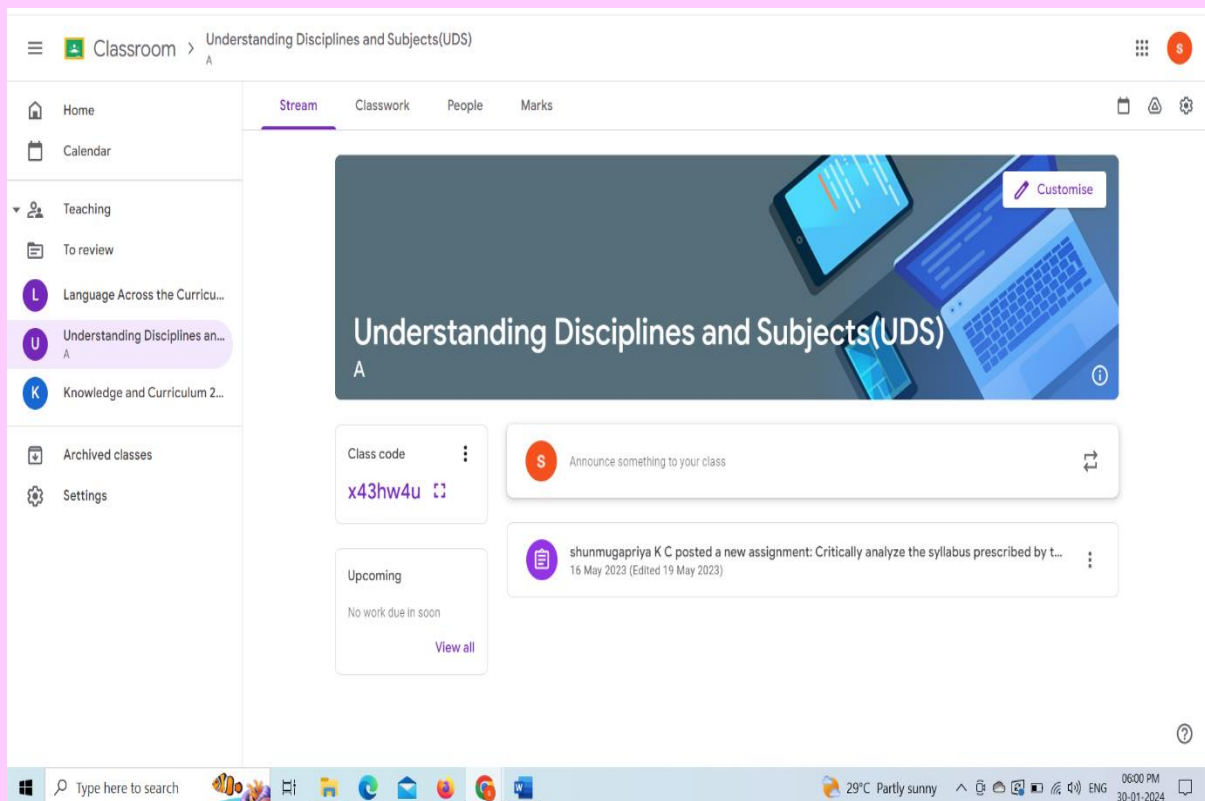 Classroom > Understanding Disciplines and Subjects(UDS)
A
S
Home
Calendar
Teaching
To review
L Language Across the Curricu...
U Understanding Disciplines an...
A
K Knowledge and Curriculum 2...
Archived classes
Settings
Stream Classwork People Marks
Customise
Understanding Disciplines and Subjects(UDS)
A
Class code
x43hw4u
Upcoming
No work due in soon
View all
S Announce something to your class
shunmugapriya K C posted a new assignment: Critically analyze the syllabus prescribed by t...
16 May 2023 (Edited 19 May 2023)
Type here to search
29°C Partly sunny
ENG
06:00 PM
30-01-2024